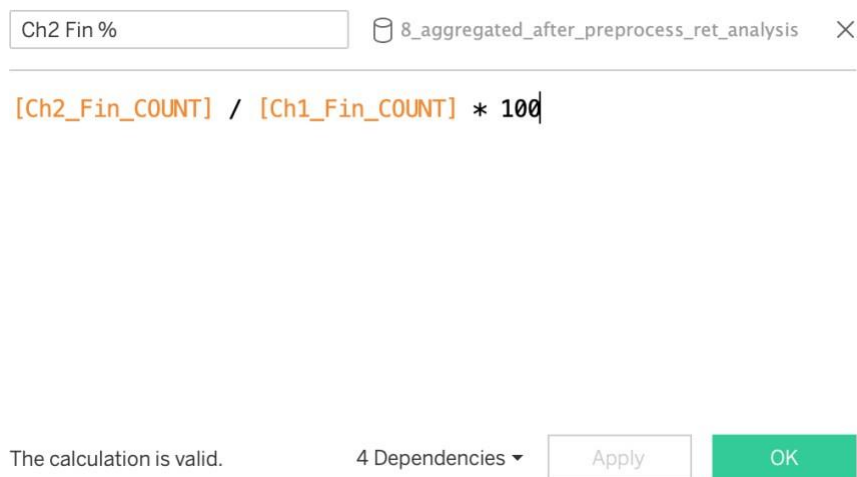 Ch2 Fin % 8_aggregated_after_preprocess_ret_analysis
[Ch2_Fin_COUNT] / [Ch1_Fin_COUNT] * 100
The calculation is valid. 4 Dependencies Apply OK